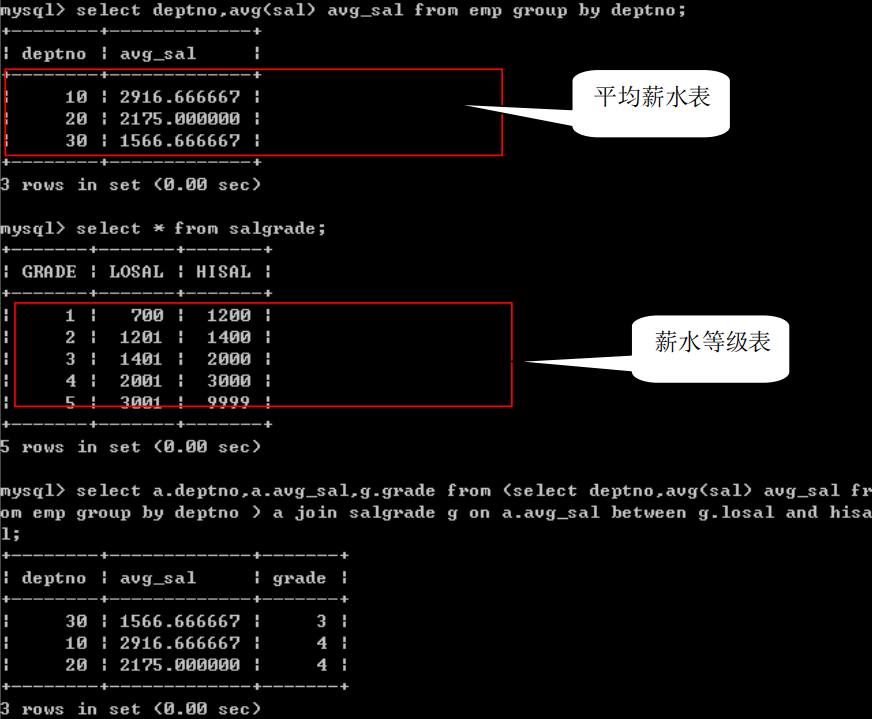 mysql> select deptno,avg(sal) avg_sal from emp group by deptno;
+--------+-------------+
| deptno | avg_sal     |
+--------+-------------+
|     10 | 2916.666667 |
|     20 | 2175.000000 |
|     30 | 1566.666667 |
+--------+-------------+
平均薪水表
3 rows in set (0.00 sec)
mysql> select * from salgrade;
+-------+-------+-------+
| GRADE | LOSAL | HISAL |
+-------+-------+-------+
|     1 |   700 |  1200 |
|     2 |  1201 |  1400 |
|     3 |  1401 |  2000 |
|     4 |  2001 |  3000 |
|     5 |  3001 |  9999 |
+-------+-------+-------+
薪水等级表
5 rows in set (0.00 sec)
mysql> select a.deptno,a.avg_sal,g.grade from (select deptno,avg(sal) avg_sal fr
om emp group by deptno ) a join salgrade g on a.avg_sal between g.losal and hisa
l;
+--------+-------------+-------+
| deptno | avg_sal     | grade |
+--------+-------------+-------+
|     30 | 1566.666667 |     3 |
|     10 | 2916.666667 |     4 |
|     20 | 2175.000000 |     4 |
+--------+-------------+-------+
3 rows in set (0.00 sec)